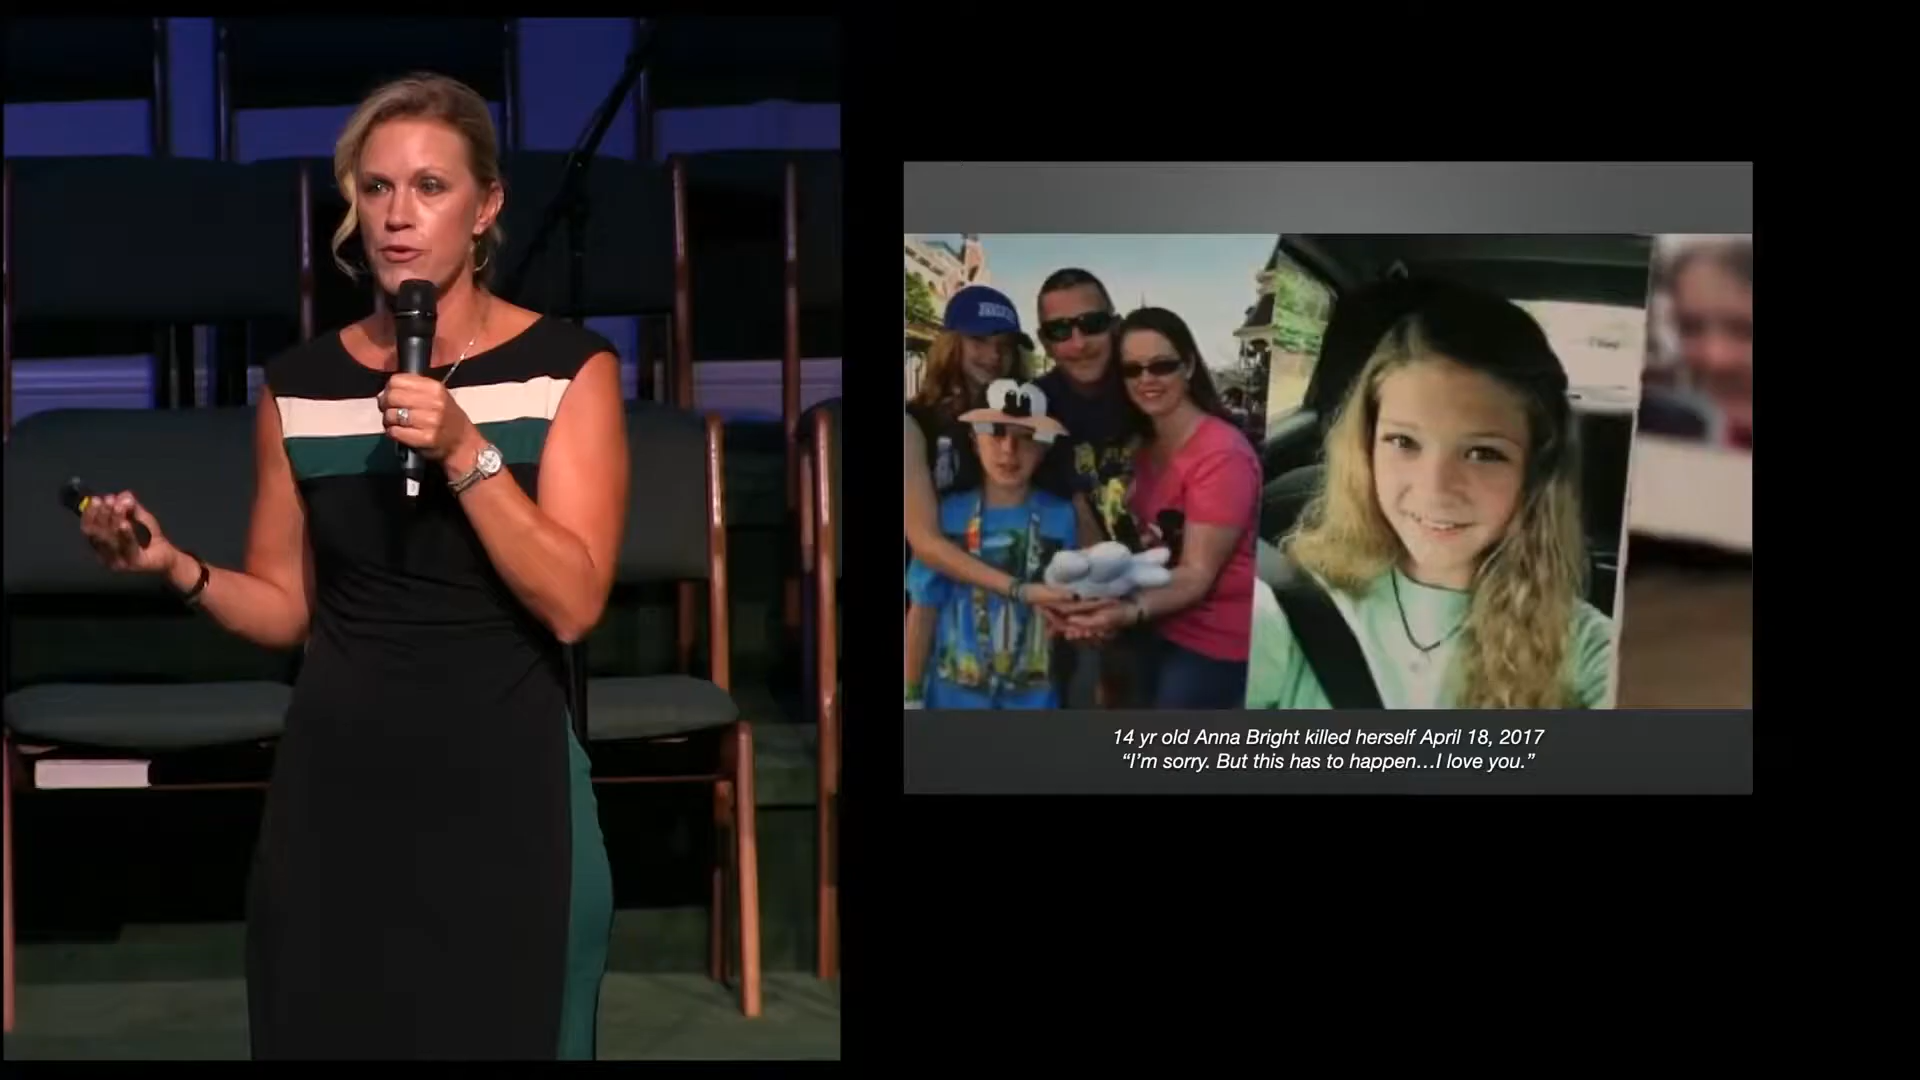 14 yr old Anna Bright killed herself April 18, 2017
“I’m sorry. But this has to happen…I love you.”